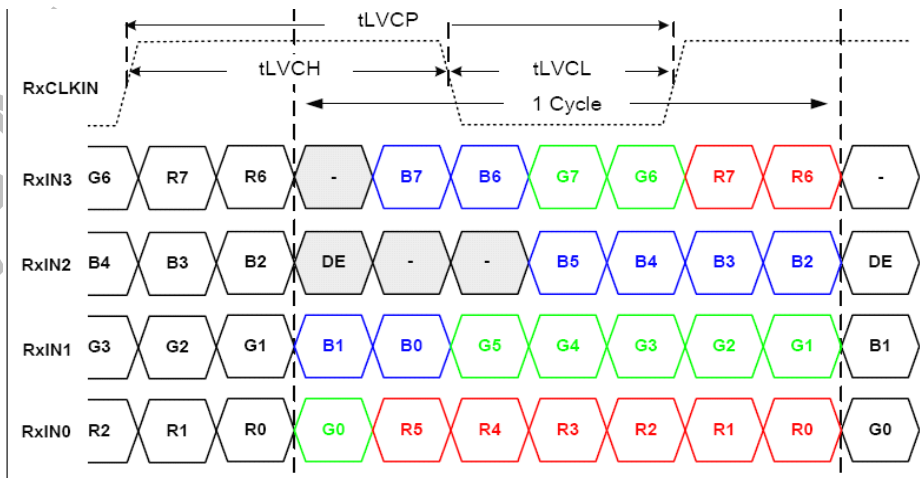 tLVCP
tLVCH tLVCL
RxCLKIN
1 Cycle
RxIN3 G6 R7 R6 - B7 B6 G7 G6 R7 R6 -
RxIN2 B4 B3 B2 DE - - B5 B4 B3 B2 DE
RxIN1 G3 G2 G1 B1 B0 G5 G4 G3 G2 G1 B1
RxIN0 R2 R1 R0 G0 R5 R4 R3 R2 R1 R0 G0